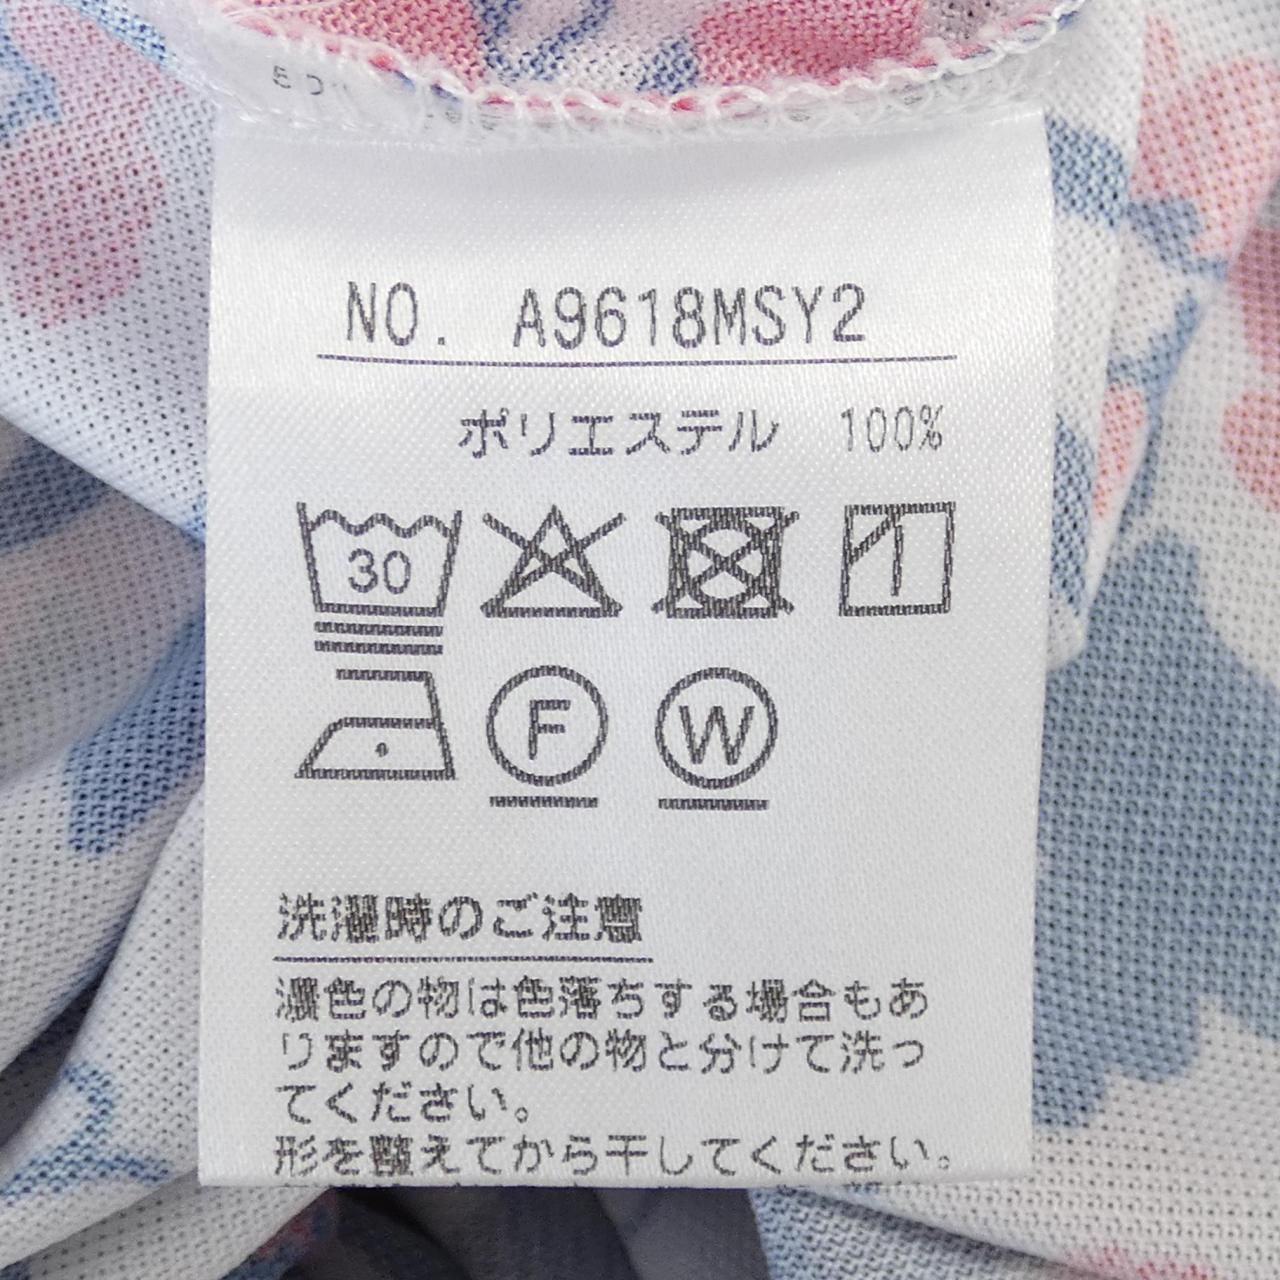 NO. A9618MSY2
ポリエステル 100%
30
F W
洗濯時のご注意
濃色の物は色落ちする場合もあ
りますので他の物と分けて洗っ
てください。
形を整えてから干してください。